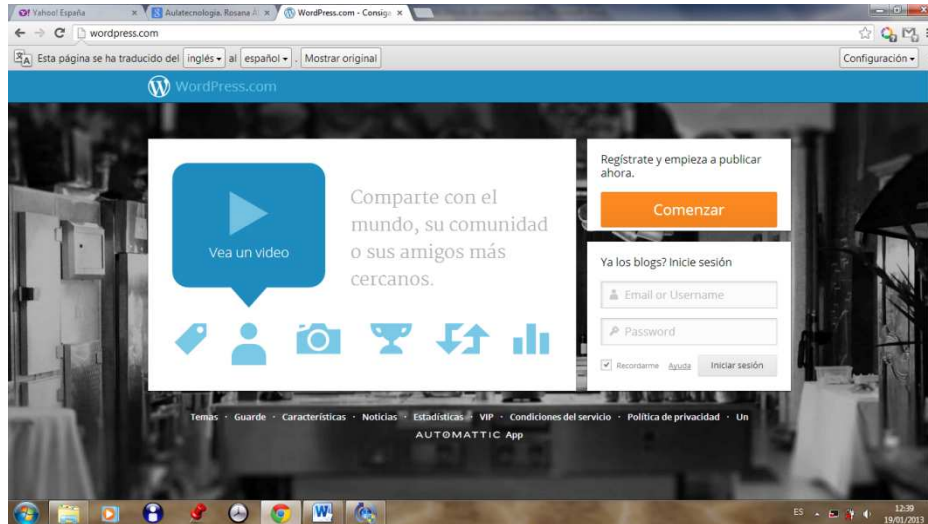 Yahoo! España
Aulatecnologia. Rosana A
WordPress.com - Consig
wordpress.com
Esta página se ha traducido del inglés al español . Mostrar original
Configuración
WordPress.com
Comparte con el
mundo, su comunidad
o sus amigos más
cercanos.
Vea un video
Regístrate y empieza a publicar
ahora.
Comenzar
Ya los blogs? Inicie sesión
Email or Username
Password
Recordarme Ayuda Iniciar sesión
Temas · Guarde · Características · Noticias · Estadísticas · VIP · Condiciones del servicio · Política de privacidad · Un
AUTOMATTIC App
ES
12:39
19/01/2013